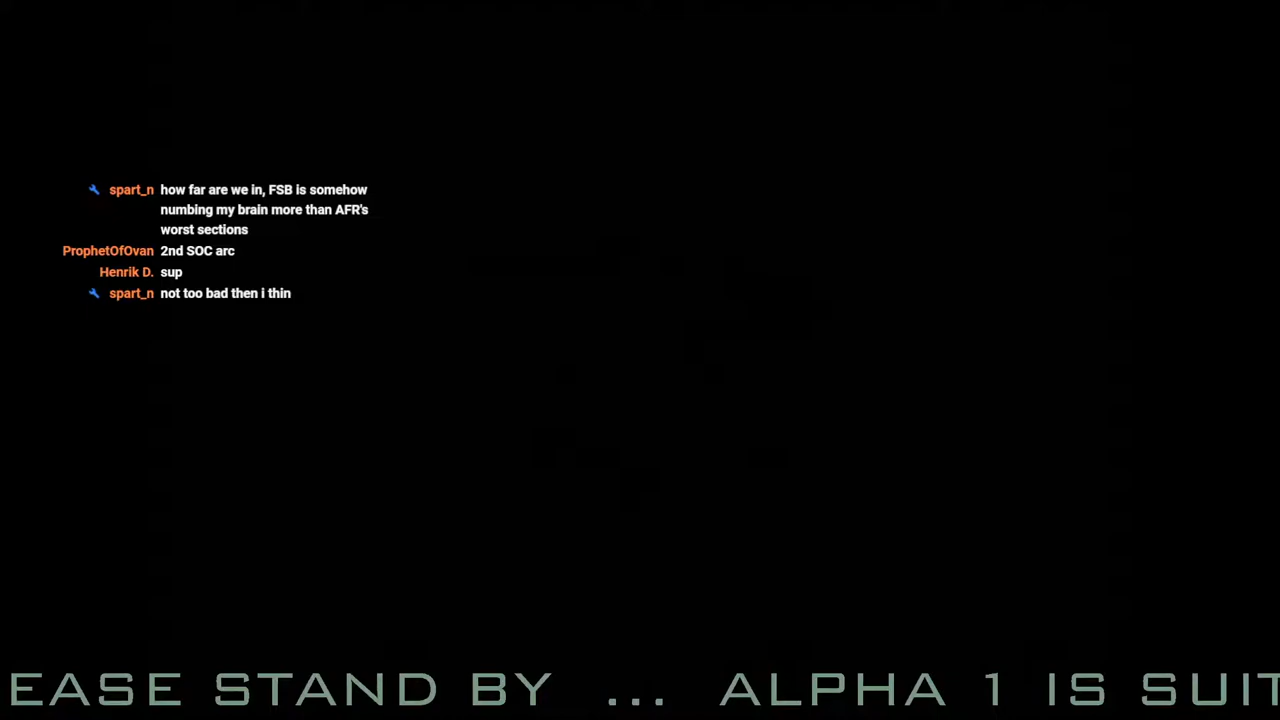 spart_n how far are we in, FSB is somehow
numbing my brain more than AFR's
worst sections
ProphetOfOvan 2nd SOC arc
Henrik D. sup
spart_n not too bad then i thin
EASE STAND BY ... ALPHA 1 IS SUIT